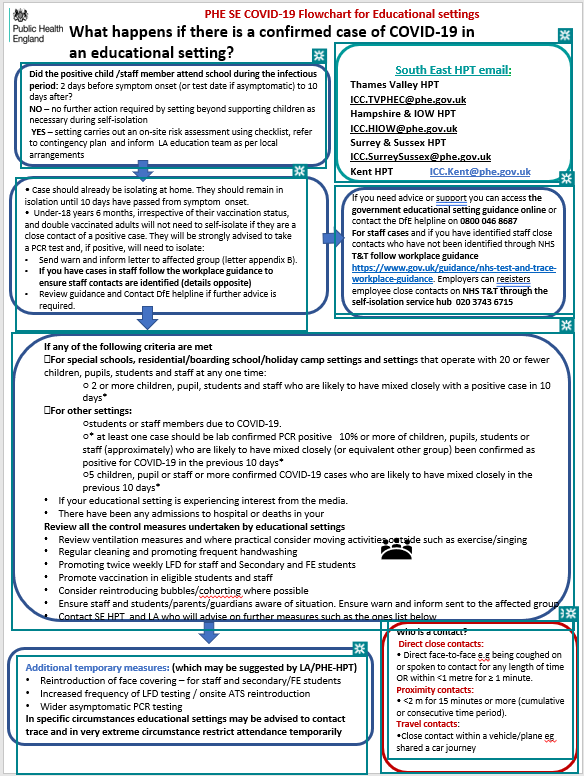 PHE SE COVID-19 Flowchart for Educational settings
Public Health
England
What happens if there is a confirmed case of COVID-19 in
an educational setting?
Did the positive child /staff member attend school during the infectious
period: 2 days before symptom onset (or test date if asymptomatic) to 10
days after?
NO – no further action required by setting beyond supporting children as
necessary during self-isolation
YES – setting carries out an on-site risk assessment using checklist, refer
to contingency plan and inform LA education team as per local
arrangements
South East HPT email:
Thames Valley HPT
ICC.TVPHEC@phe.gov.uk
Hampshire & IOW HPT
ICC.HIOW@phe.gov.uk
Surrey & Sussex HPT
ICC.SurreySussex@phe.gov.uk
Kent HPT ICC.Kent@phe.gov.uk
• Case should already be isolating at home. They should remain in
isolation until 10 days have passed from symptom onset.
• Under-18 years 6 months, irrespective of their vaccination status,
and double vaccinated adults will not need to self-isolate if they are a
close contact of a positive case. They will be strongly advised to take
a PCR test and, if positive, will need to isolate:
• Send warn and inform letter to affected group (letter appendix B).
• If you have cases in staff follow the workplace guidance to
ensure staff contacts are identified (details opposite)
• Review guidance and Contact DfE helpline if further advice is
required.
If you need advice or support you can access the
government educational setting guidance online or
contact the DfE helpline on 0800 046 8687
For staff cases and if you have identified staff close
contacts who have not been identified through NHS
T&T follow workplace guidance
https://www.gov.uk/guidance/nhs-test-and-trace-
workplace-guidance. Employers can reeisters
employee close contacts on NHS T&T through the
self-isolation service hub 020 3743 6715
If any of the following criteria are met
□For special schools, residential/boarding school/holiday camp settings and settings that operate with 20 or fewer
children, pupils, students and staff at any one time:
○ 2 or more children, pupil, students and staff who are likely to have mixed closely with a positive case in 10
days*
□For other settings:
○students or staff members due to COVID-19.
○* at least one case should be lab confirmed PCR positive 10% or more of children, pupils, students or
staff (approximately) who are likely to have mixed closely (or equivalent other group) been confirmed as
positive for COVID-19 in the previous 10 days*
○5 children, pupil or staff or more confirmed COVID-19 cases who are likely to have mixed closely in the
previous 10 days*
• If your educational setting is experiencing interest from the media.
• There have been any admissions to hospital or deaths in your
Review all the control measures undertaken by educational settings
• Review ventilation measures and where practical consider moving activities outside such as exercise/singing
• Regular cleaning and promoting frequent handwashing
• Promoting twice weekly LFD for staff and Secondary and FE students
• Promote vaccination in eligible students and staff
• Consider reintroducing bubbles/cohorting where possible
• Ensure staff and students/parents/guardians aware of situation. Ensure warn and inform sent to the affected group
• Contact SE HPT and LA who will advise on further measures such as the ones list below
Additional temporary measures: (which may be suggested by LA/PHE-HPT)
• Reintroduction of face covering – for staff and secondary/FE students
• Increased frequency of LFD testing / onsite ATS reintroduction
• Wider asymptomatic PCR testing
In specific circumstances educational settings may be advised to contact
trace and in very extreme circumstance restrict attendance temporarily
Who is a contact?
Direct close contacts:
• Direct face-to-face e.g being coughed on
or spoken to contact for any length of time
OR within <1 metre for ≥ 1 minute.
Proximity contacts:
• <2 m for 15 minutes or more (cumulative
or consecutive time period).
Travel contacts:
•Close contact within a vehicle/plane eg
shared a car journey